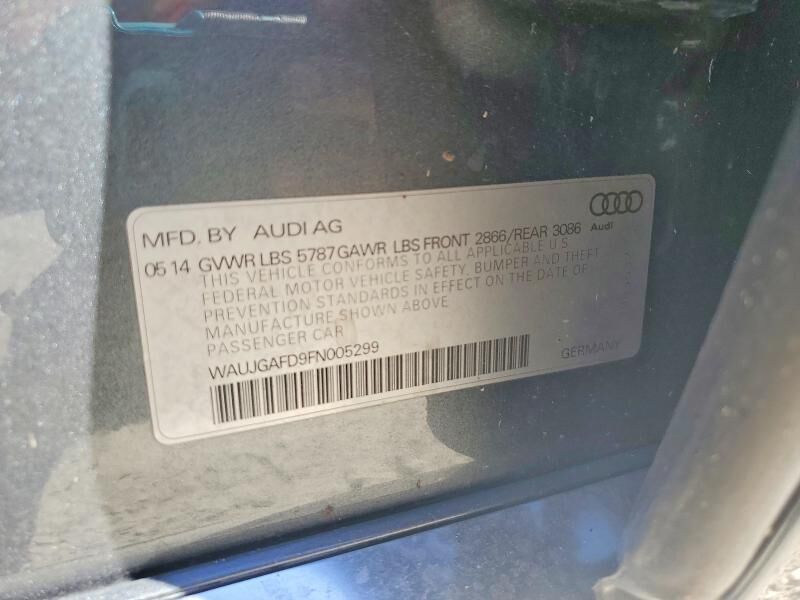 MFD. BY AUDI AG
Audi
05 14 GVWR LBS 5787 GAWR LBS FRONT 2866/REAR 3086
THIS VEHICLE CONFORMS TO ALL APPLICABLE U.S.
FEDERAL MOTOR VEHICLE SAFETY, BUMPER AND THEFT
PREVENTION STANDARDS IN EFFECT ON THE DATE OF
MANUFACTURE SHOWN ABOVE
PASSENGER CAR
WAUJGAFD9FN005299
GERMANY